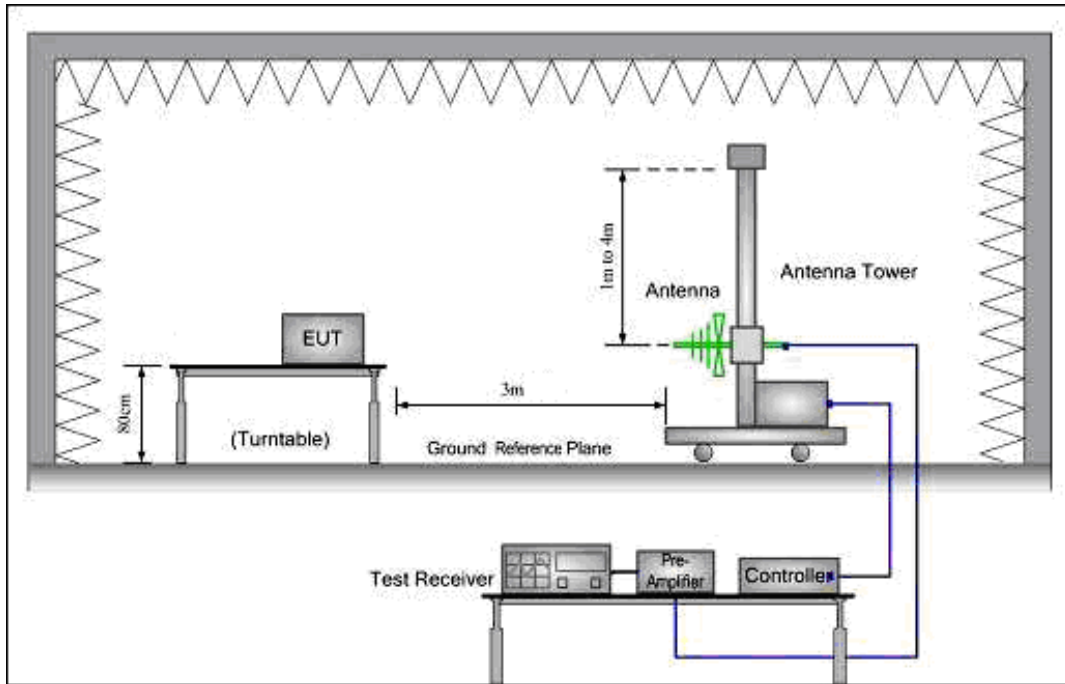 1m to 4m
Antenna
Antenna Tower
EUT
80cm
3m
(Turntable)
Ground Reference Plane
Test Receiver
Pre-
Amplifier
Controller